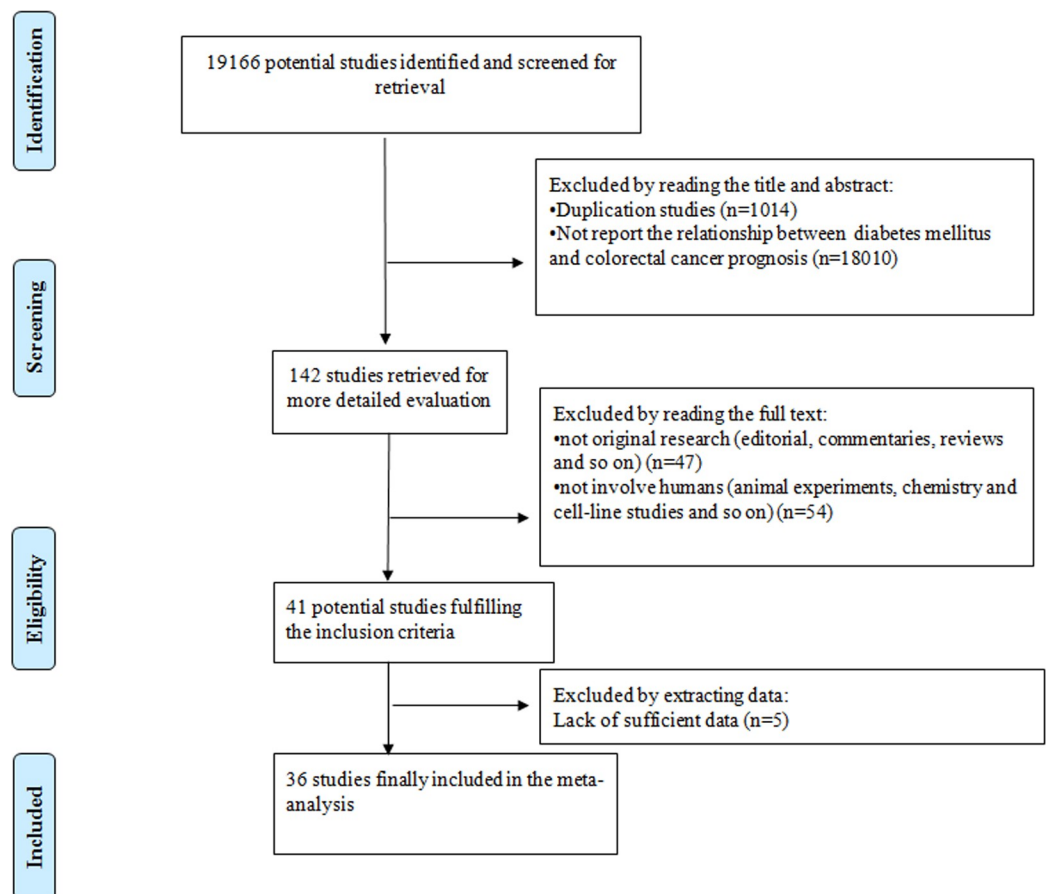 Identification
19166 potential studies identified and screened for
retrieval
Excluded by reading the title and abstract:
•Duplication studies (n=1014)
•Not report the relationship between diabetes mellitus
and colorectal cancer prognosis (n=18010)
Screening
142 studies retrieved for
more detailed evaluation
Excluded by reading the full text:
•not original research (editorial, commentaries, reviews
and so on) (n=47)
•not involve humans (animal experiments, chemistry and
cell-line studies and so on) (n=54)
Eligibility
41 potential studies fulfilling
the inclusion criteria
Excluded by extracting data:
Lack of sufficient data (n=5)
Included
36 studies finally included in the meta-
analysis